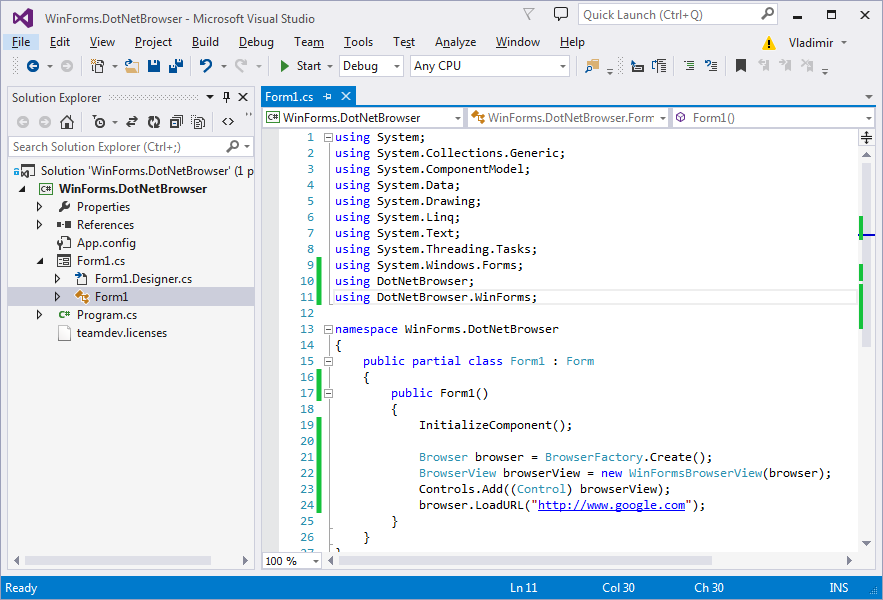 WinForms.DotNetBrowser - Microsoft Visual Studio
Quick Launch (Ctrl+Q)
File Edit View Project Build Debug Team Tools Test Analyze Window Help
Vladimir
Start Debug Any CPU
Solution Explorer
Search Solution Explorer (Ctrl+;)
Solution 'WinForms.DotNetBrowser' (1 p
C# WinForms.DotNetBrowser
Properties
References
App.config
Form1.cs
Form1.Designer.cs
Form1
C# Program.cs
teamdev.licenses
Form1.cs
C# WinForms.DotNetBrowser WinForms.DotNetBrowser.Form Form1()
1 using System;
2 using System.Collections.Generic;
3 using System.ComponentModel;
4 using System.Data;
5 using System.Drawing;
6 using System.Linq;
7 using System.Text;
8 using System.Threading.Tasks;
9 using System.Windows.Forms;
10 using DotNetBrowser;
11 using DotNetBrowser.WinForms;
12
13 namespace WinForms.DotNetBrowser
14 {
15 public partial class Form1 : Form
16 {
17 public Form1()
18 {
19 InitializeComponent();
20
21 Browser browser = BrowserFactory.Create();
22 BrowserView browserView = new WinFormsBrowserView(browser);
23 Controls.Add((Control) browserView);
24 browser.LoadURL("http://www.google.com");
25 }
26 }
27 }
100 %
Ready Ln 11 Col 30 Ch 30 INS